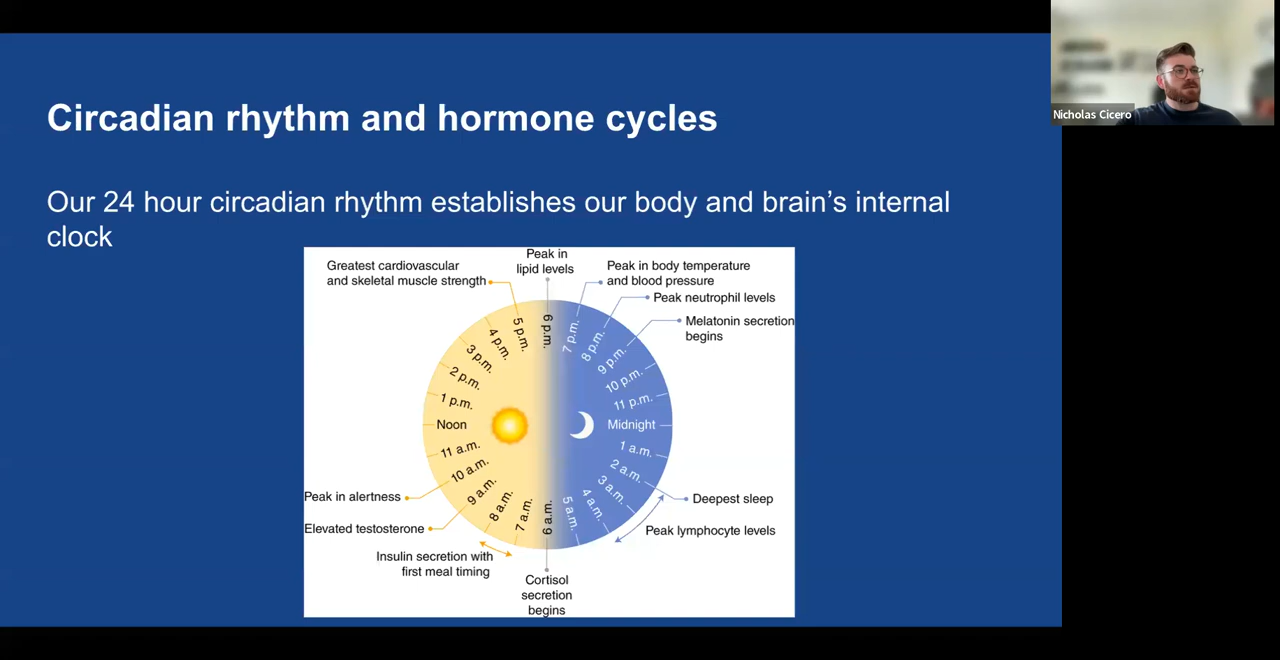 Circadian rhythm and hormone cycles
Nicholas Cicero
Our 24 hour circadian rhythm establishes our body and brain’s internal
clock
Peak in
lipid levels
Greatest cardiovascular
and skeletal muscle strength
Peak in body temperature
and blood pressure
Peak neutrophil levels
Melatonin secretion
begins
6 p.m.
7 p.m.
8 p.m.
9 p.m.
10 p.m.
11 p.m.
Midnight
1 a.m.
2 a.m.
3 a.m.
4 a.m.
5 a.m.
6 a.m.
7 a.m.
8 a.m.
9 a.m.
10 a.m.
11 a.m.
Noon
1 p.m.
2 p.m.
3 p.m.
4 p.m.
5 p.m.
Peak in alertness
Elevated testosterone
Insulin secretion with
first meal timing
Cortisol
secretion
begins
Deepest sleep
Peak lymphocyte levels